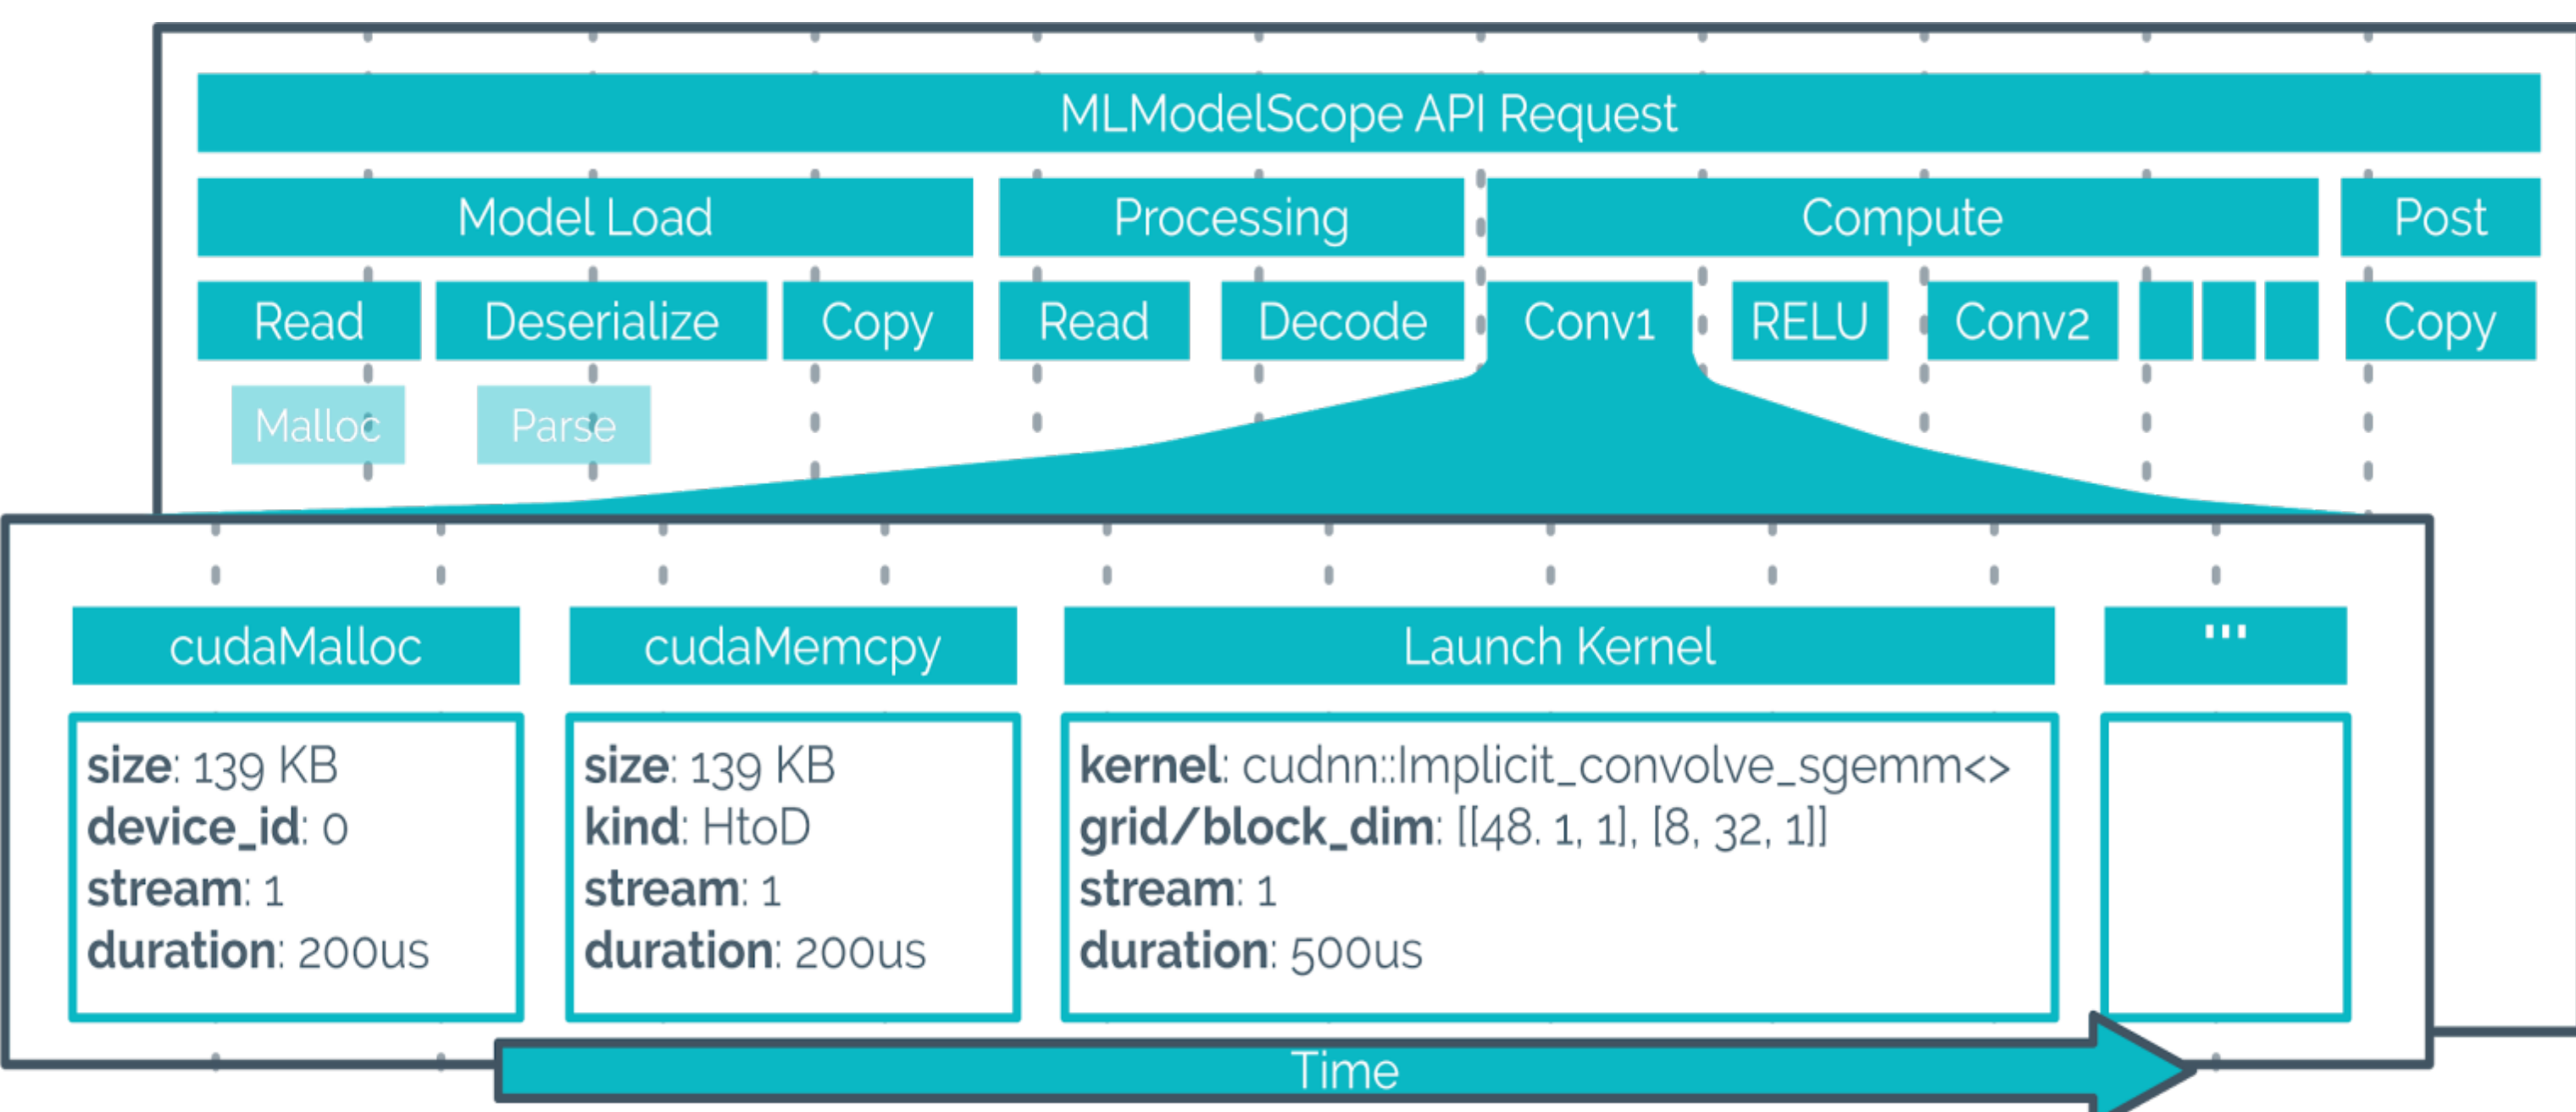 MLModelScope API Request
Model Load
Processing
Compute
Post
Read
Deserialize
Copy
Read
Decode
Conv1
RELU
Conv2
Copy
Malloc
Parse
cudaMalloc
cudaMemcpy
Launch Kernel
...
size: 139 KB
device_id: 0
stream: 1
duration: 200us
size: 139 KB
kind: HtoD
stream: 1
duration: 200us
kernel: cudnn::Implicit_convolve_sgemm<>
grid/block_dim: [[48. 1, 1], [8, 32, 1]]
stream: 1
duration: 500us
Time